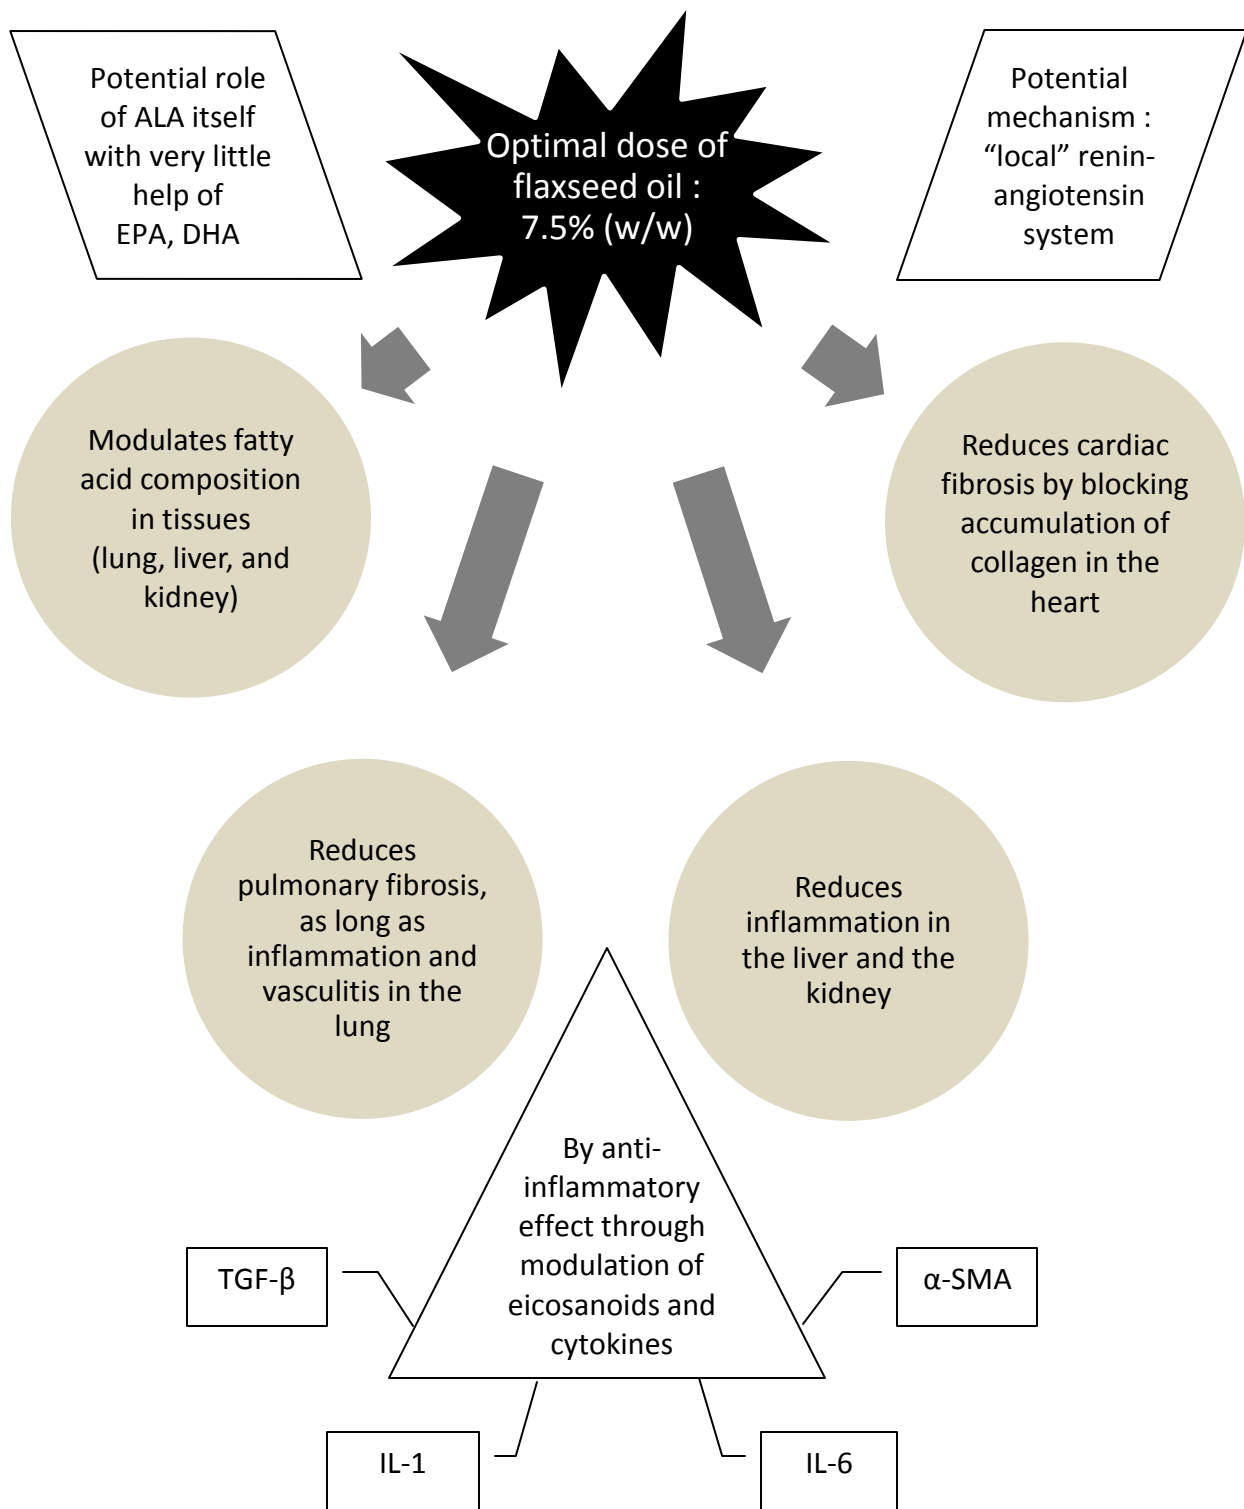 Potential role
of ALA itself
with very little
help of
EPA, DHA
Optimal dose of
flaxseed oil :
7.5% (w/w)
Potential
mechanism :
“local” renin-
angiotensin
system
Modulates fatty
acid composition
in tissues
(lung, liver, and
kidney)
Reduces cardiac
fibrosis by blocking
accumulation of
collagen in the
heart
Reduces
pulmonary fibrosis,
as long as
inflammation and
vasculitis in the
lung
Reduces
inflammation in
the liver and the
kidney
By anti-
inflammatory
effect through
modulation of
eicosanoids and
cytokines
TGF-β
α-SMA
IL-1
IL-6